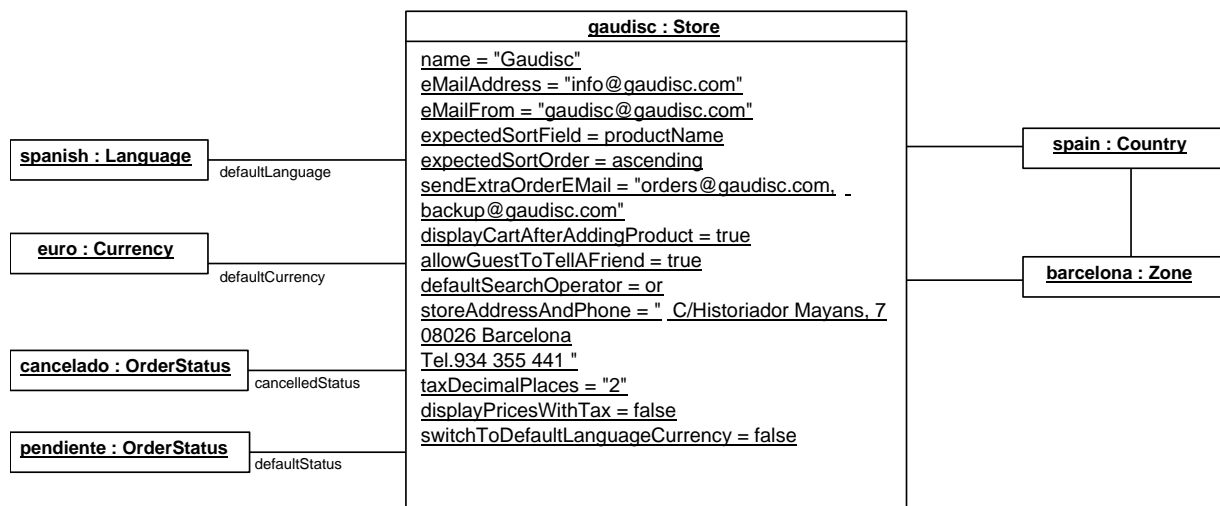 gaudisc : Store
name = "Gaudisc"
eMailAddress = "info@gaudisc.com"
eMailFrom = "gaudisc@gaudisc.com"
expectedSortField = productName
expectedSortOrder = ascending
sendExtraOrderEMail = "orders@gaudisc.com,
backup@gaudisc.com"
displayCartAfterAddingProduct = true
allowGuestToTellAFriend = true
defaultSearchOperator = or
storeAddressAndPhone = " C/Historiador Mayans, 7
08026 Barcelona
Tel.934 355 441 "
taxDecimalPlaces = "2"
displayPricesWithTax = false
switchToDefaultLanguageCurrency = false
spanish : Language
defaultLanguage
euro : Currency
defaultCurrency
cancelado : OrderStatus
cancelledStatus
pendiente : OrderStatus
defaultStatus
spain : Country
barcelona : Zone